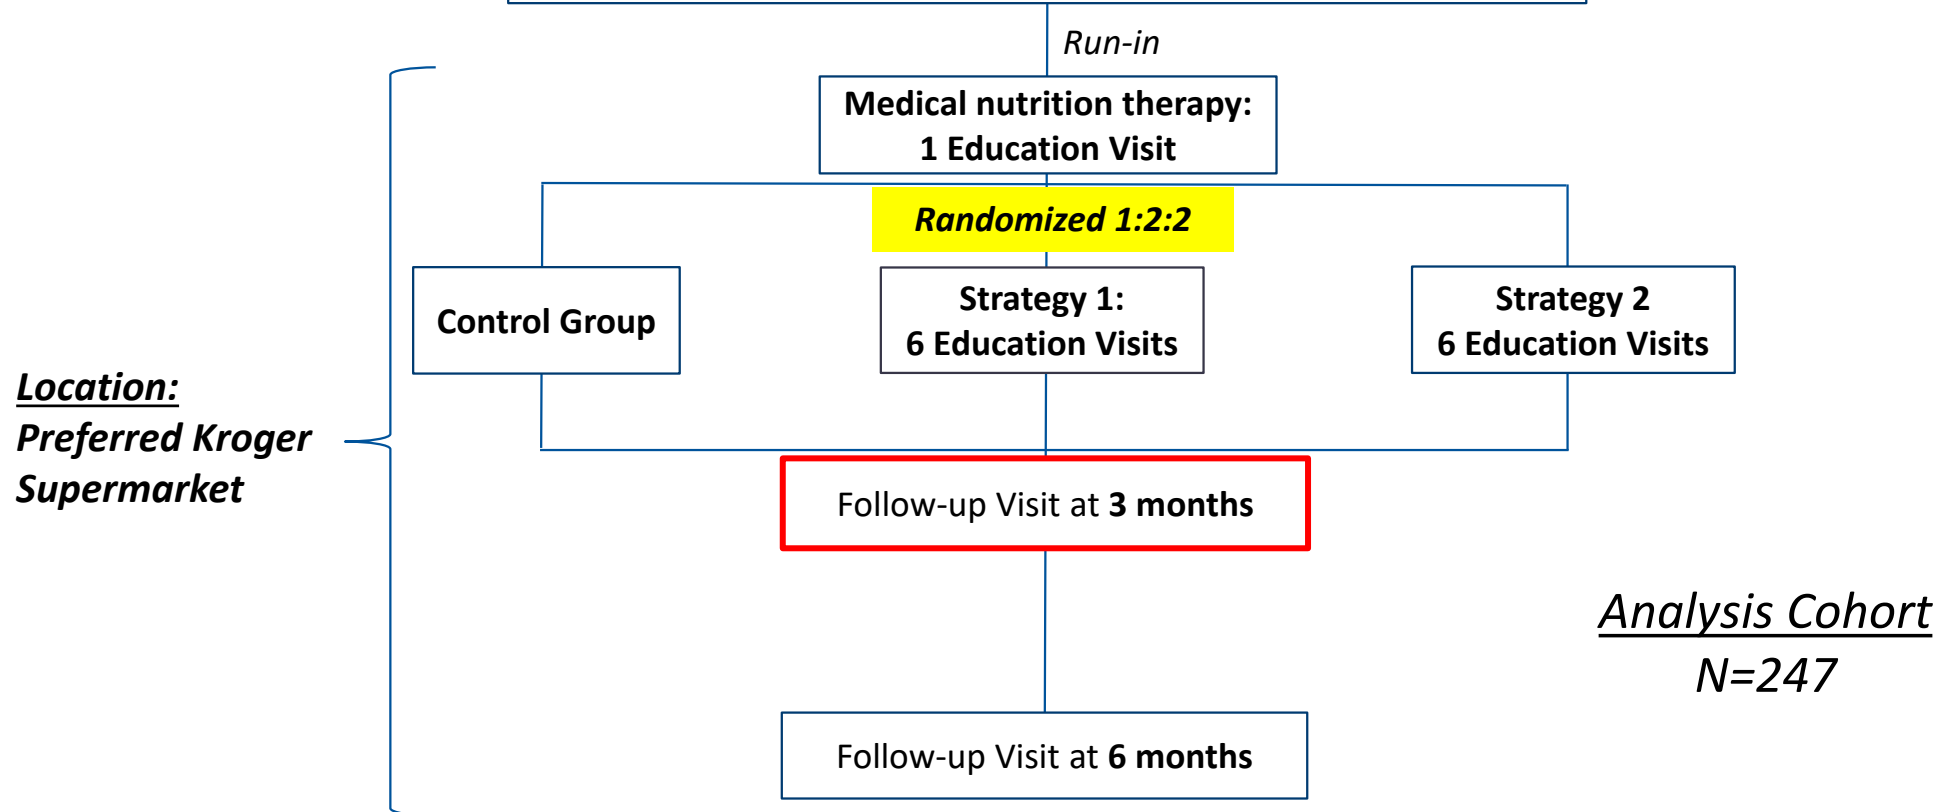 Run-in
Medical nutrition therapy:
1 Education Visit
Randomized 1:2:2
Control Group
Strategy 1:
6 Education Visits
Strategy 2
6 Education Visits
Location:
Preferred Kroger
Supermarket
Follow-up Visit at 3 months
Analysis Cohort
N=247
Follow-up Visit at 6 months